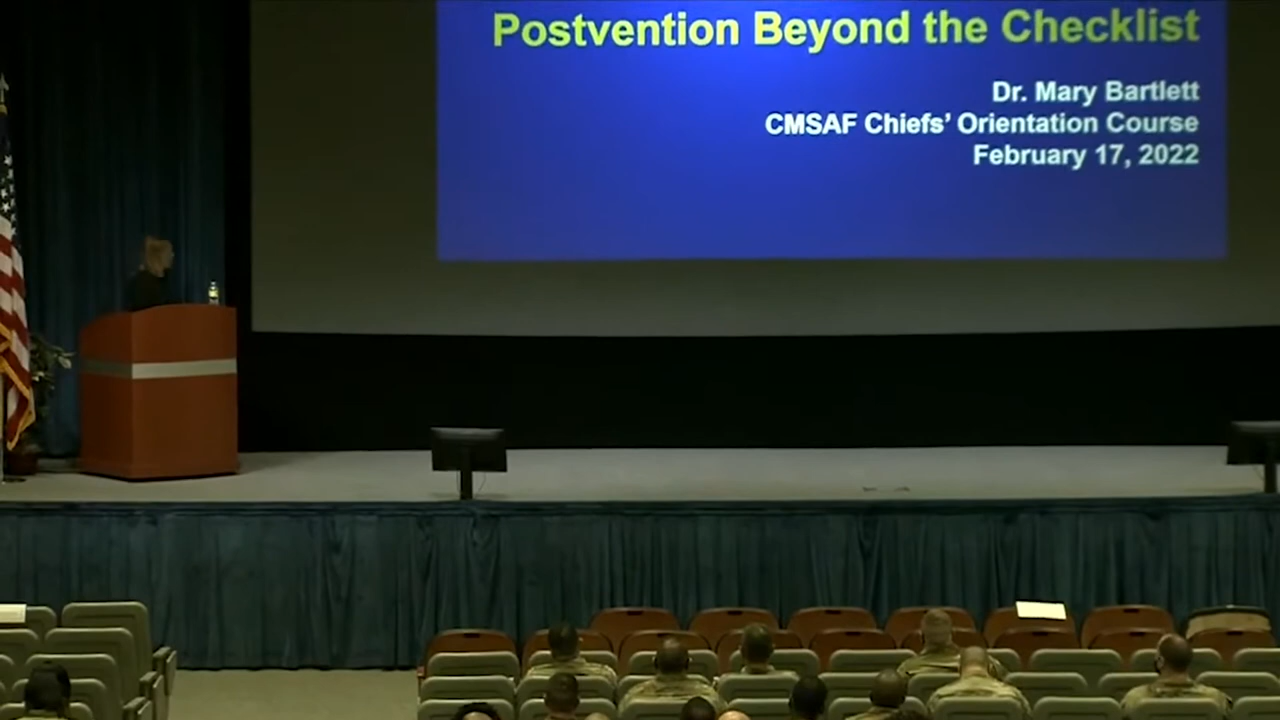 Postvention Beyond the Checklist
Dr. Mary Bartlett
CMSAF Chiefs' Orientation Course
February 17, 2022